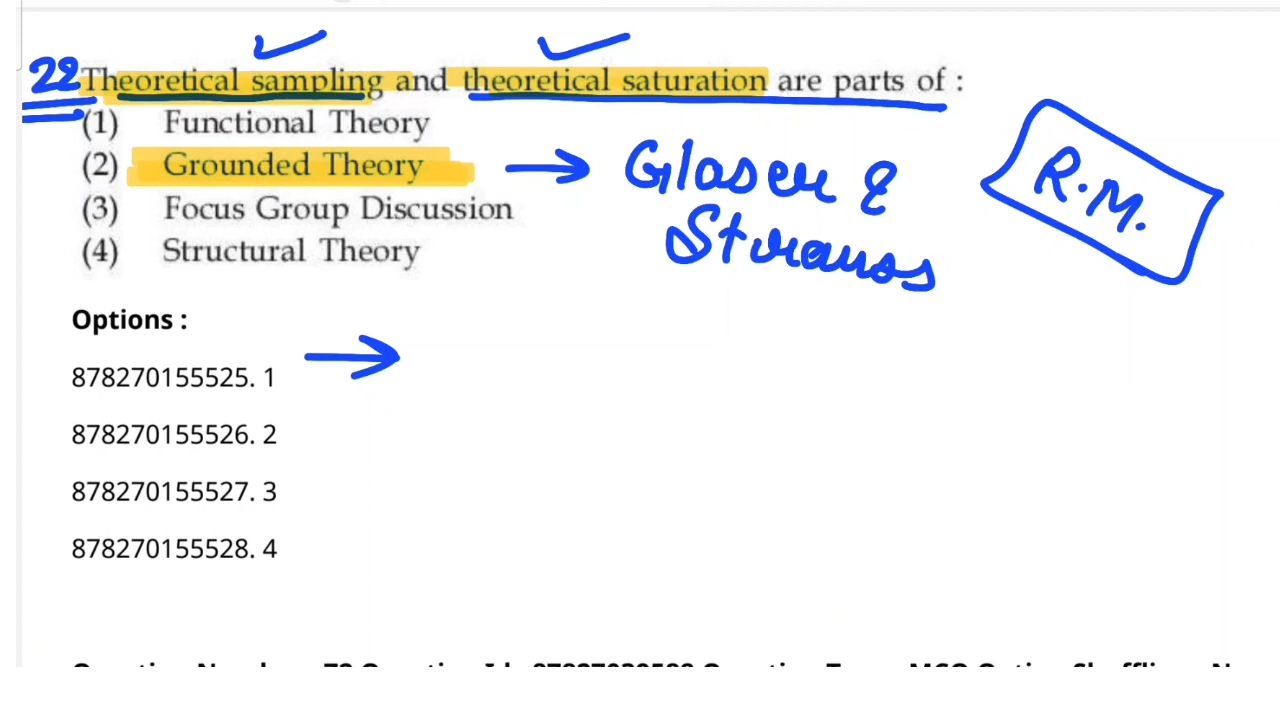 22 Theoretical sampling and theoretical saturation are parts of :
(1) Functional Theory
(2) Grounded Theory → Glaser & Strauss
R.M.
(3) Focus Group Discussion
(4) Structural Theory
Options :
878270155525. 1
878270155526. 2
878270155527. 3
878270155528. 4